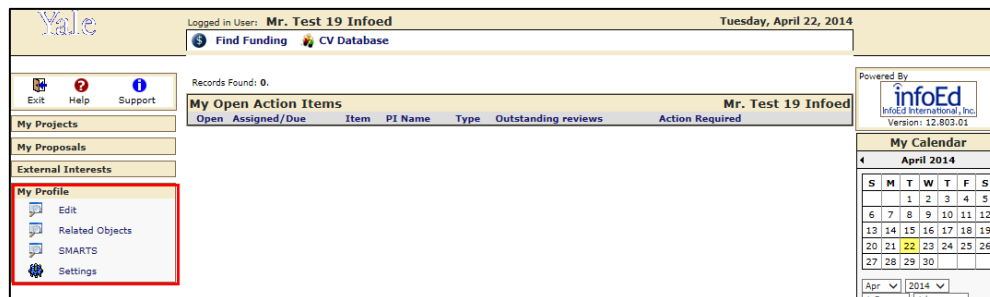 Yale
Logged in User: Mr. Test 19 Infoed Tuesday, April 22, 2014
Find Funding CV Database
Exit Help Support
My Projects
My Proposals
External Interests
My Profile
Edit
Related Objects
SMARTS
Settings
Records Found: 0.
My Open Action Items Mr. Test 19 Infoed
Open Assigned/Due Item PI Name Type Outstanding reviews Action Required
Powered By
infoEd
InfoEd International, Inc.
Version: 12.803.01
My Calendar
April 2014
S M T W T F S
1 2 3 4 5
6 7 8 9 10 11 12
13 14 15 16 17 18 19
20 21 22 23 24 25 26
27 28 29 30
Apr 2014